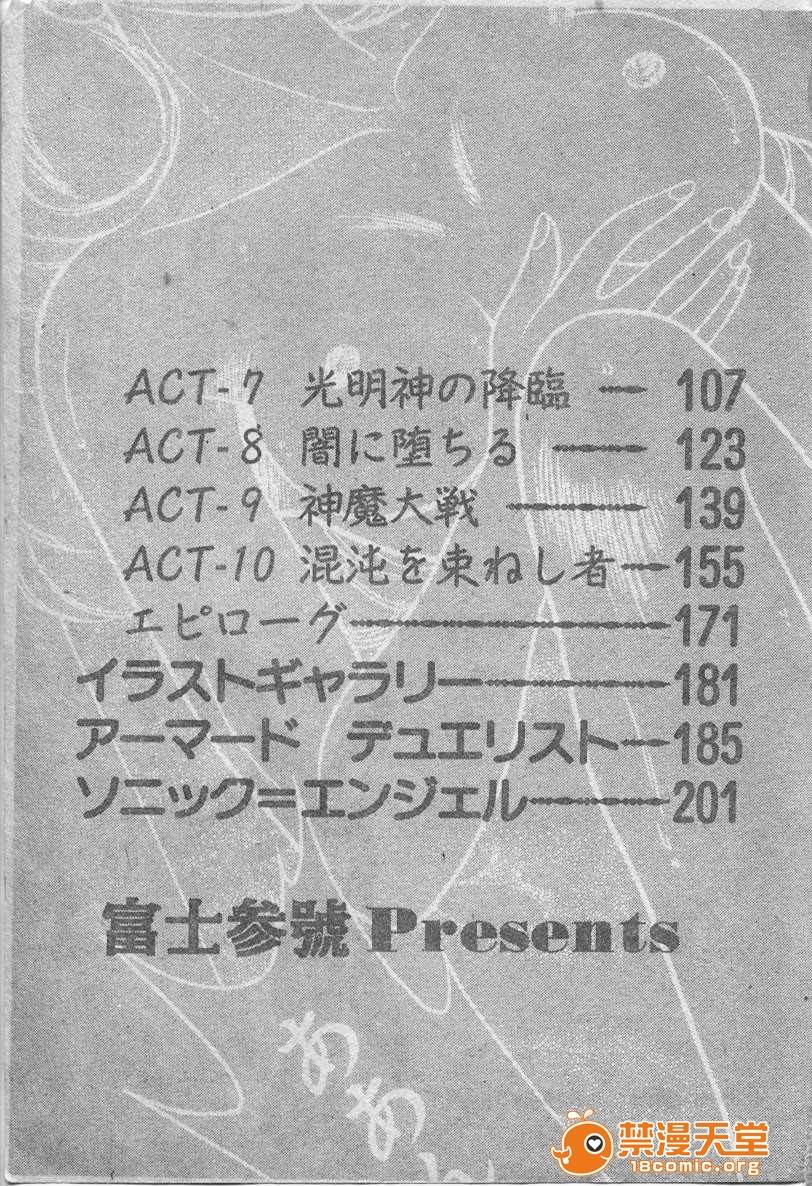 ACT-7 光明神の降臨 107
ACT-8 闇に堕ちる 123
ACT-9 神魔大戦 139
ACT-10 混沌を束ねし者 155
エピローグ 171
イラストギャラリー 181
アーマード デュエリスト 185
ソニック＝エンジェル 201
富士参號 Presents
ああ
禁漫天堂
18comic.org